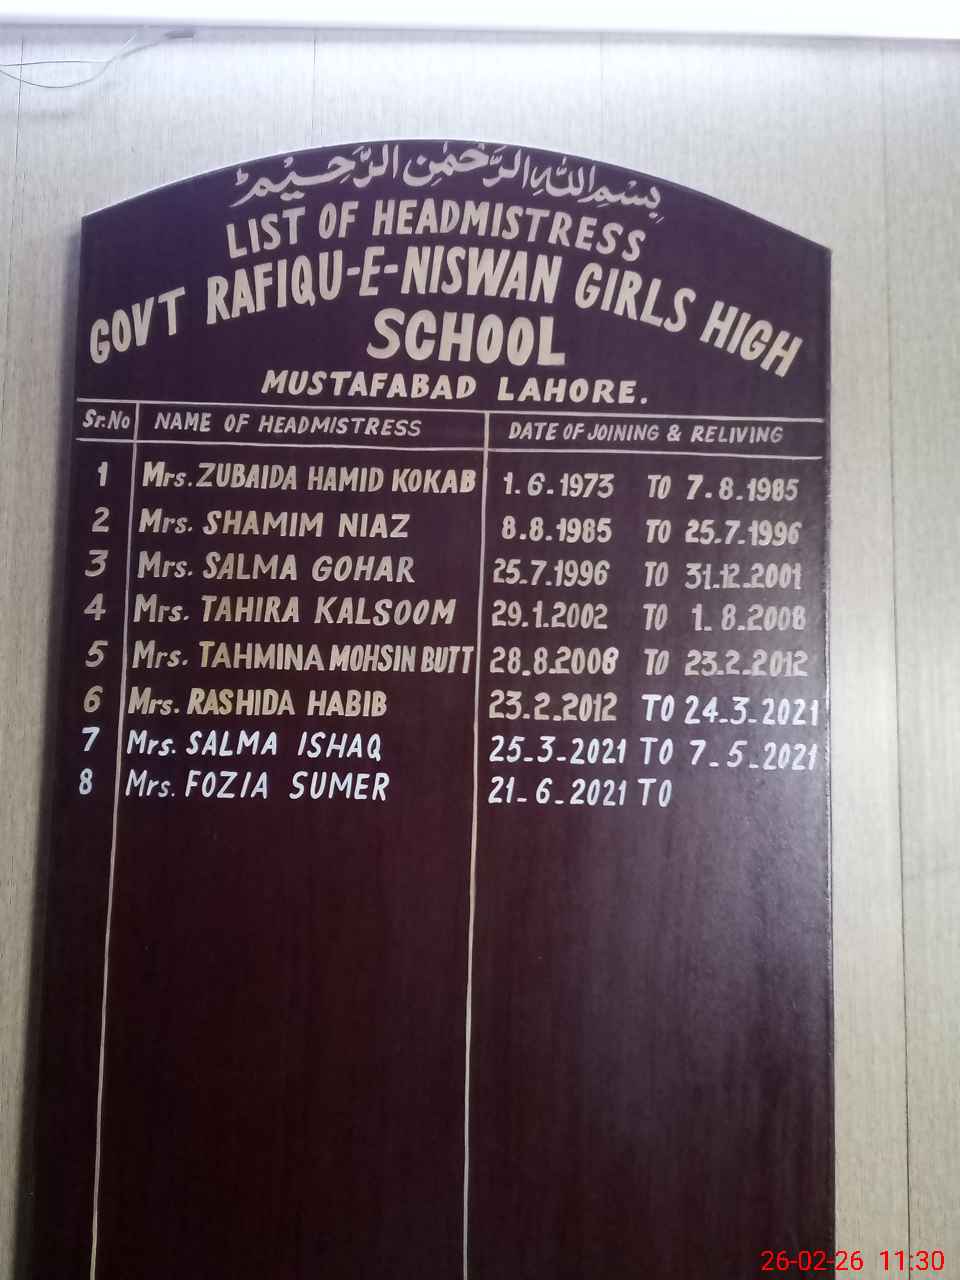 بِسْمِ اللّٰهِ الرَّحْمٰنِ الرَّحِيْمِ
LIST OF HEADMISTRESS
GOVT RAFIQU-E-NISWAN GIRLS HIGH
SCHOOL
MUSTAFABAD LAHORE.
Sr.No NAME OF HEADMISTRESS DATE OF JOINING & RELIVING
1 Mrs. ZUBAIDA HAMID KOKAB 1.6.1973 TO 7.8.1985
2 Mrs. SHAMIM NIAZ 8.8.1985 TO 25.7.1996
3 Mrs. SALMA GOHAR 25.7.1996 TO 31.12.2001
4 Mrs. TAHIRA KALSOOM 29.1.2002 TO 1.8.2008
5 Mrs. TAHMINA MOHSIN BUTT 28.8.2008 TO 23.2.2012
6 Mrs. RASHIDA HABIB 23.2.2012 TO 24-3-2021
7 Mrs. SALMA ISHAQ 25-3-2021 TO 7-5-2021
8 Mrs. FOZIA SUMER 21-6-2021 TO
26-02-26 11:30